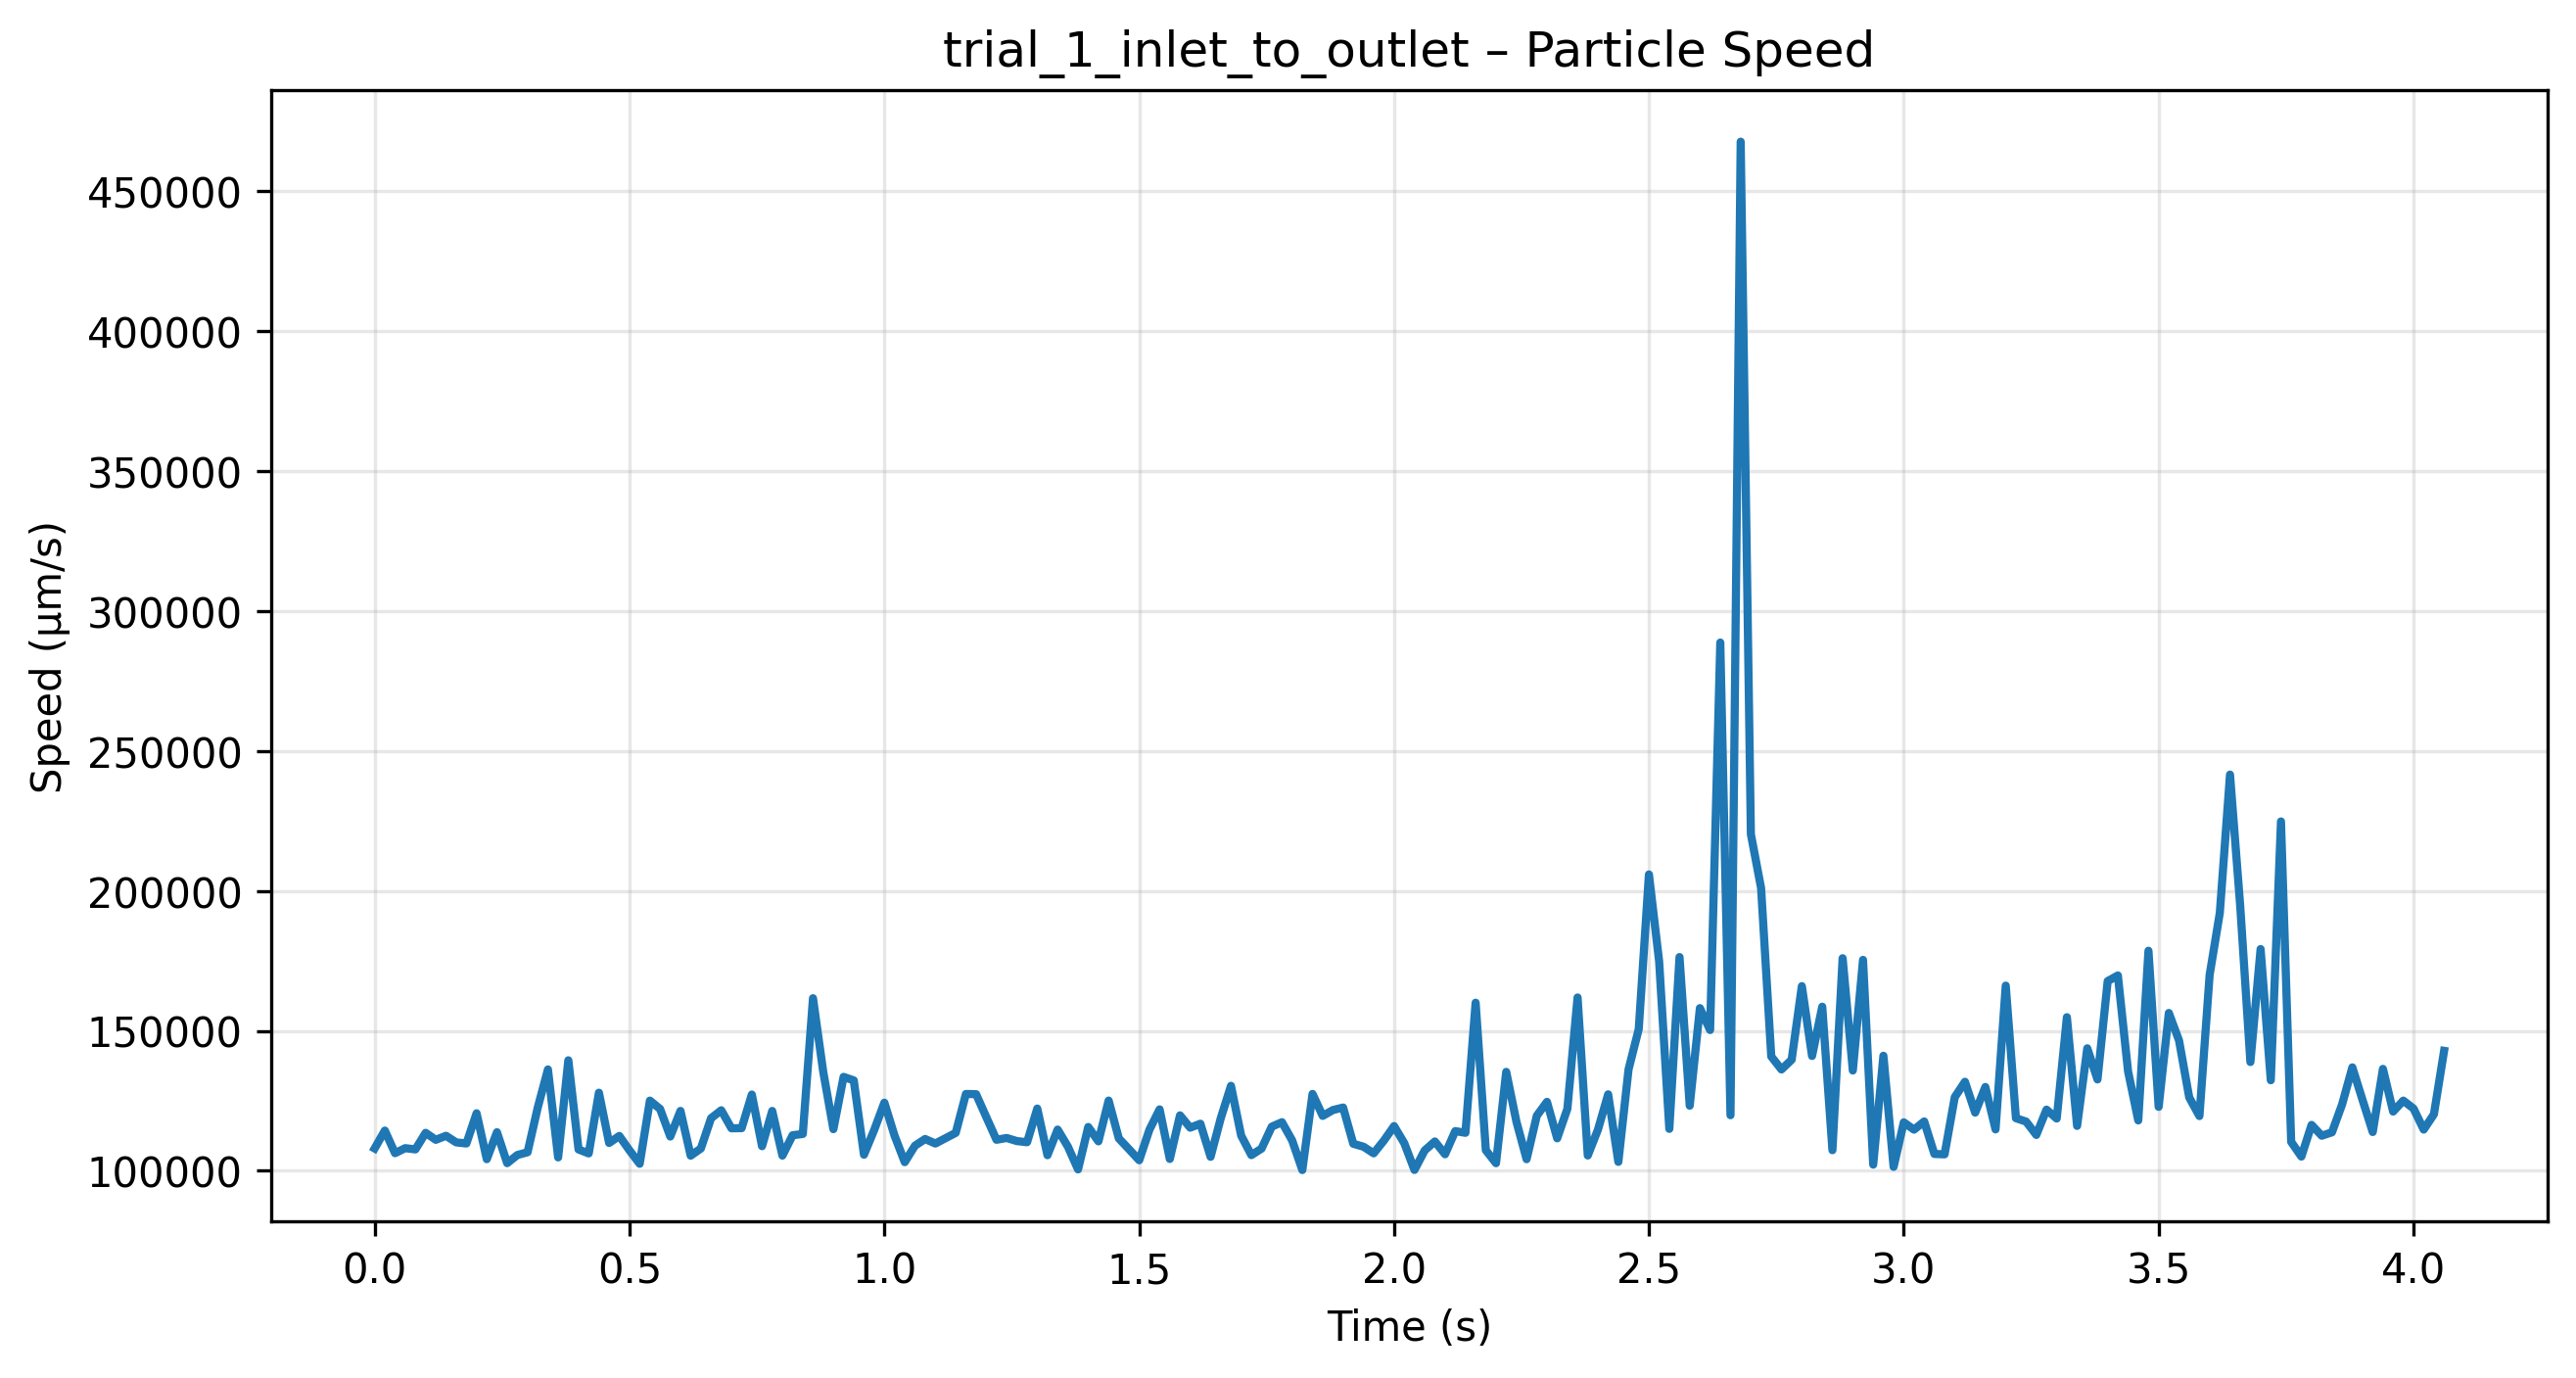 trial_1_inlet_to_outlet – Particle Speed
450000
400000
350000
300000
250000
200000
150000
100000
Speed (µm/s)
0.0 0.5 1.0 1.5 2.0 2.5 3.0 3.5 4.0
Time (s)